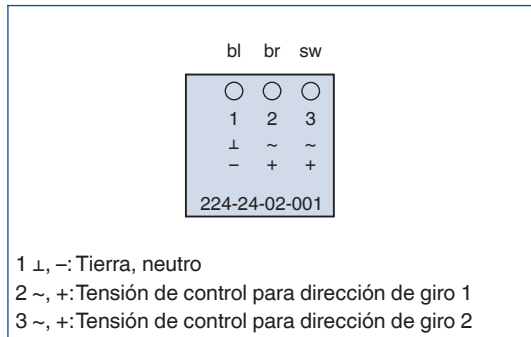 bl br sw
1 2 3
⊥ ~ ~
– + +
224-24-02-001
1 ⊥, –: Tierra, neutro
2 ~, +: Tensión de control para dirección de giro 1
3 ~, +: Tensión de control para dirección de giro 2